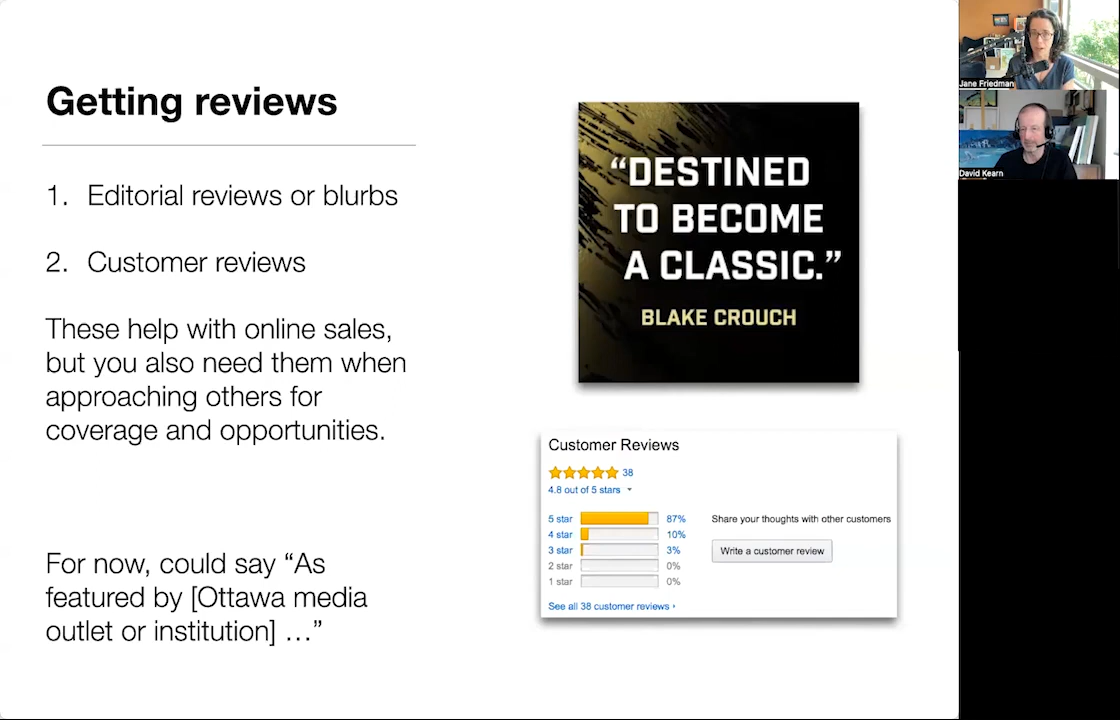 Getting reviews
1. Editorial reviews or blurbs
2. Customer reviews
These help with online sales,
but you also need them when
approaching others for
coverage and opportunities.
For now, could say “As
featured by [Ottawa media
outlet or institution] …”
“DESTINED
TO BECOME
A CLASSIC.”
BLAKE CROUCH
Customer Reviews
38
4.8 out of 5 stars
5 star 87%
4 star 10%
3 star 3%
2 star 0%
1 star 0%
Share your thoughts with other customers
Write a customer review
See all 38 customer reviews ›
Jane Friedman
David Kearn